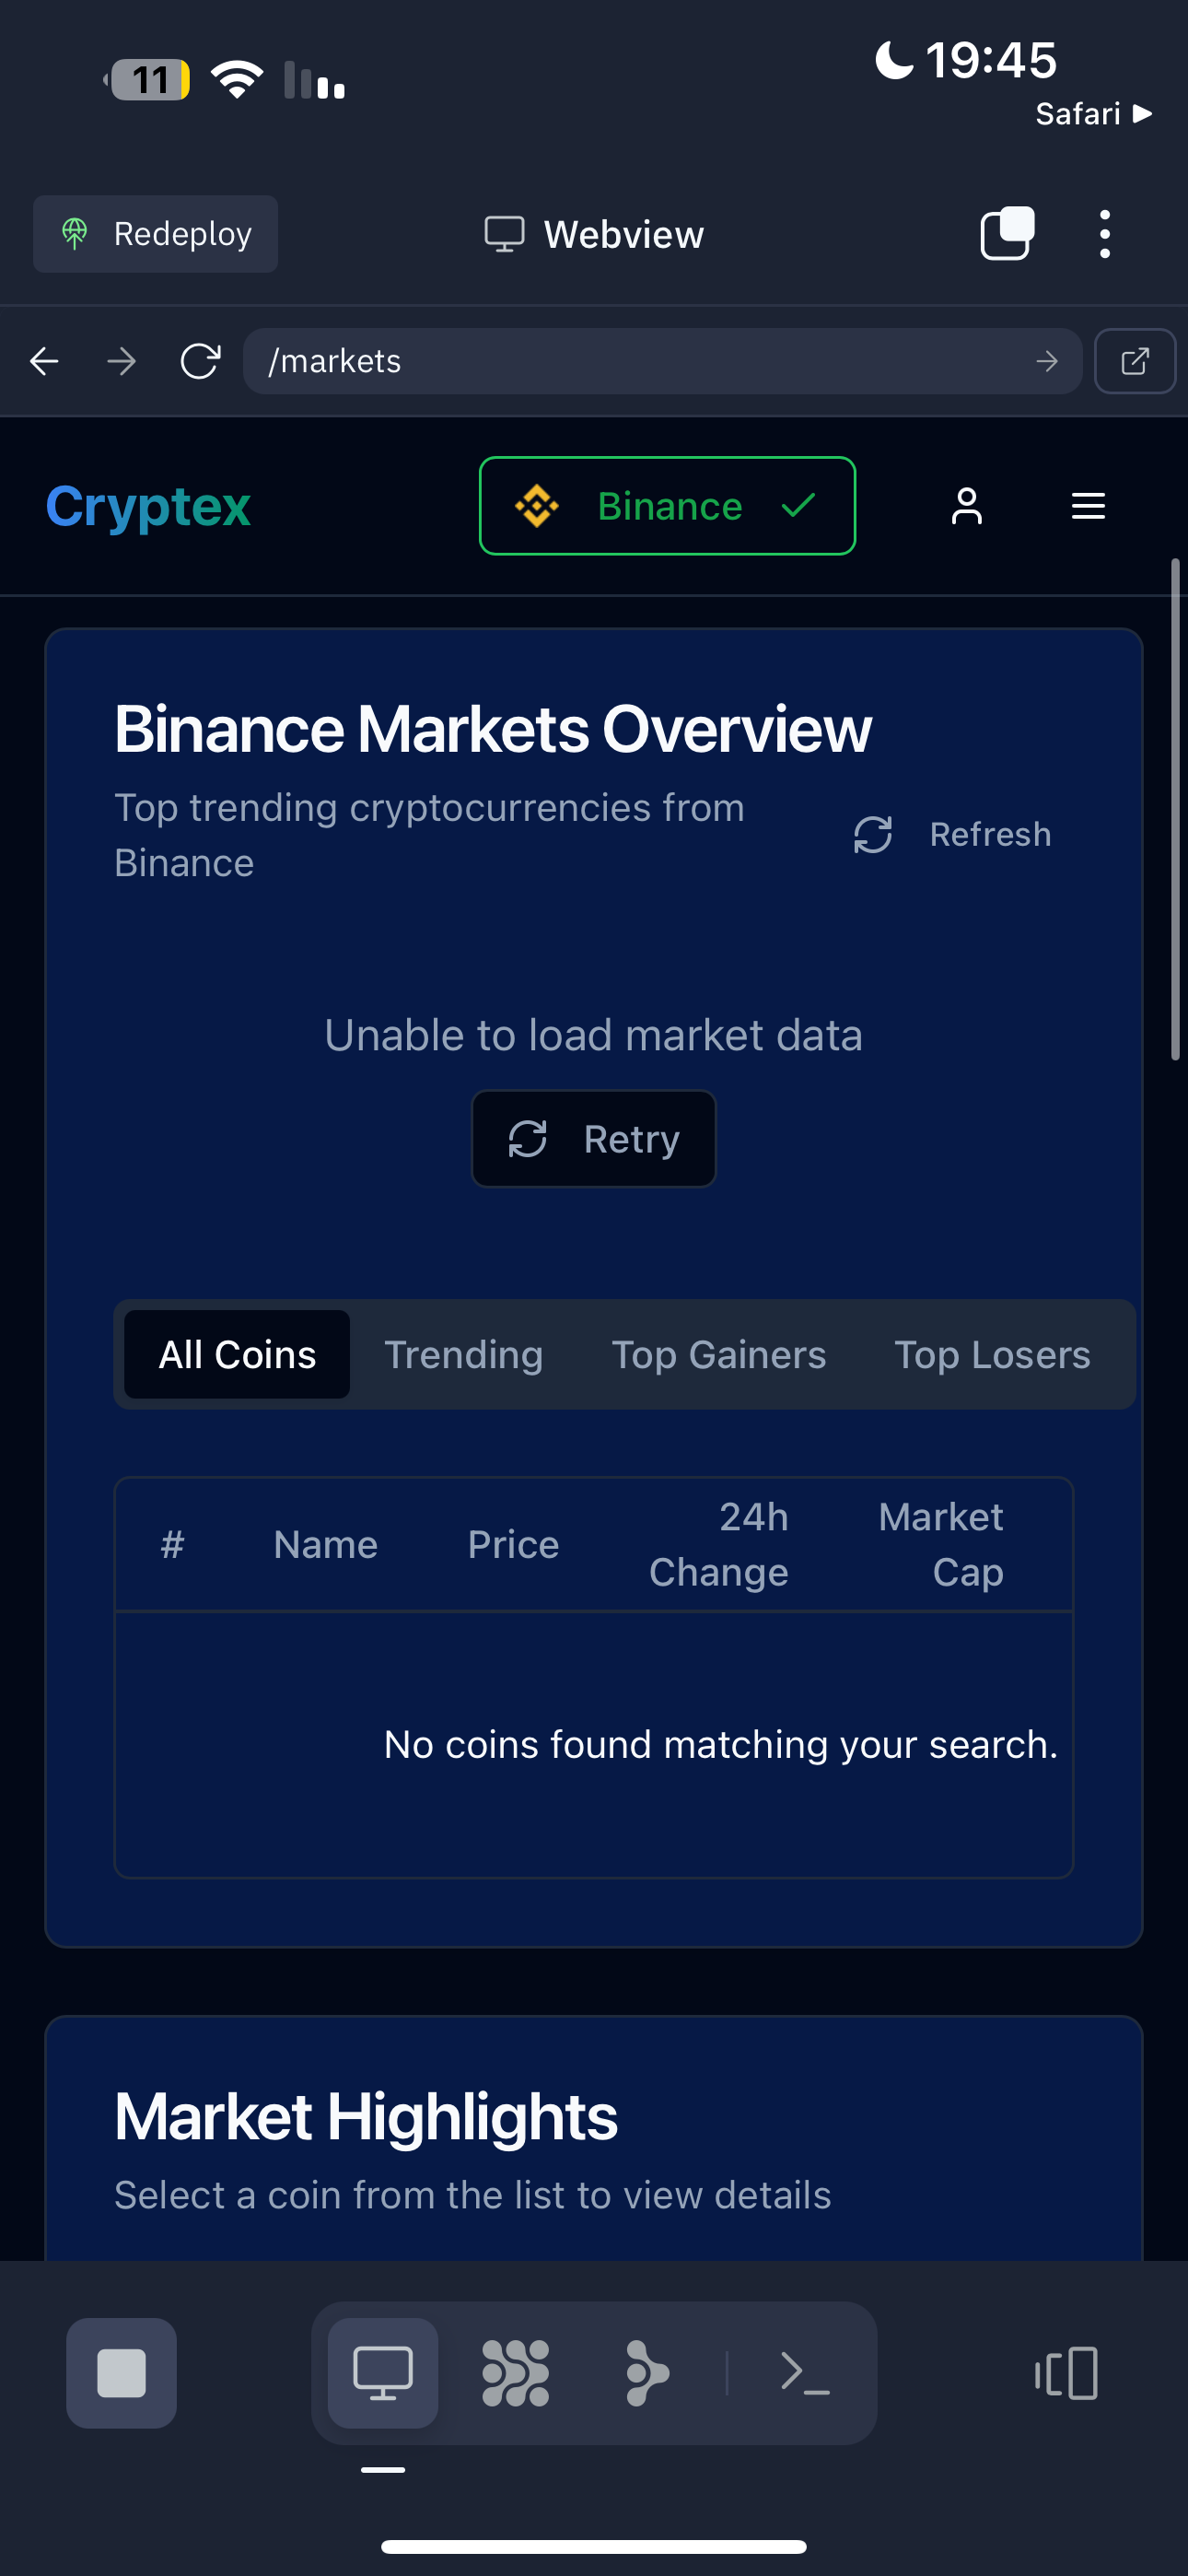 11
19:45
Safari
Redeploy
Webview
/markets
Cryptex
Binance
Binance Markets Overview
Top trending cryptocurrencies from
Binance
Refresh
Unable to load market data
Retry
All Coins
Trending
Top Gainers
Top Losers
#
Name
Price
24h
Change
Market
Cap
No coins found matching your search.
Market Highlights
Select a coin from the list to view details